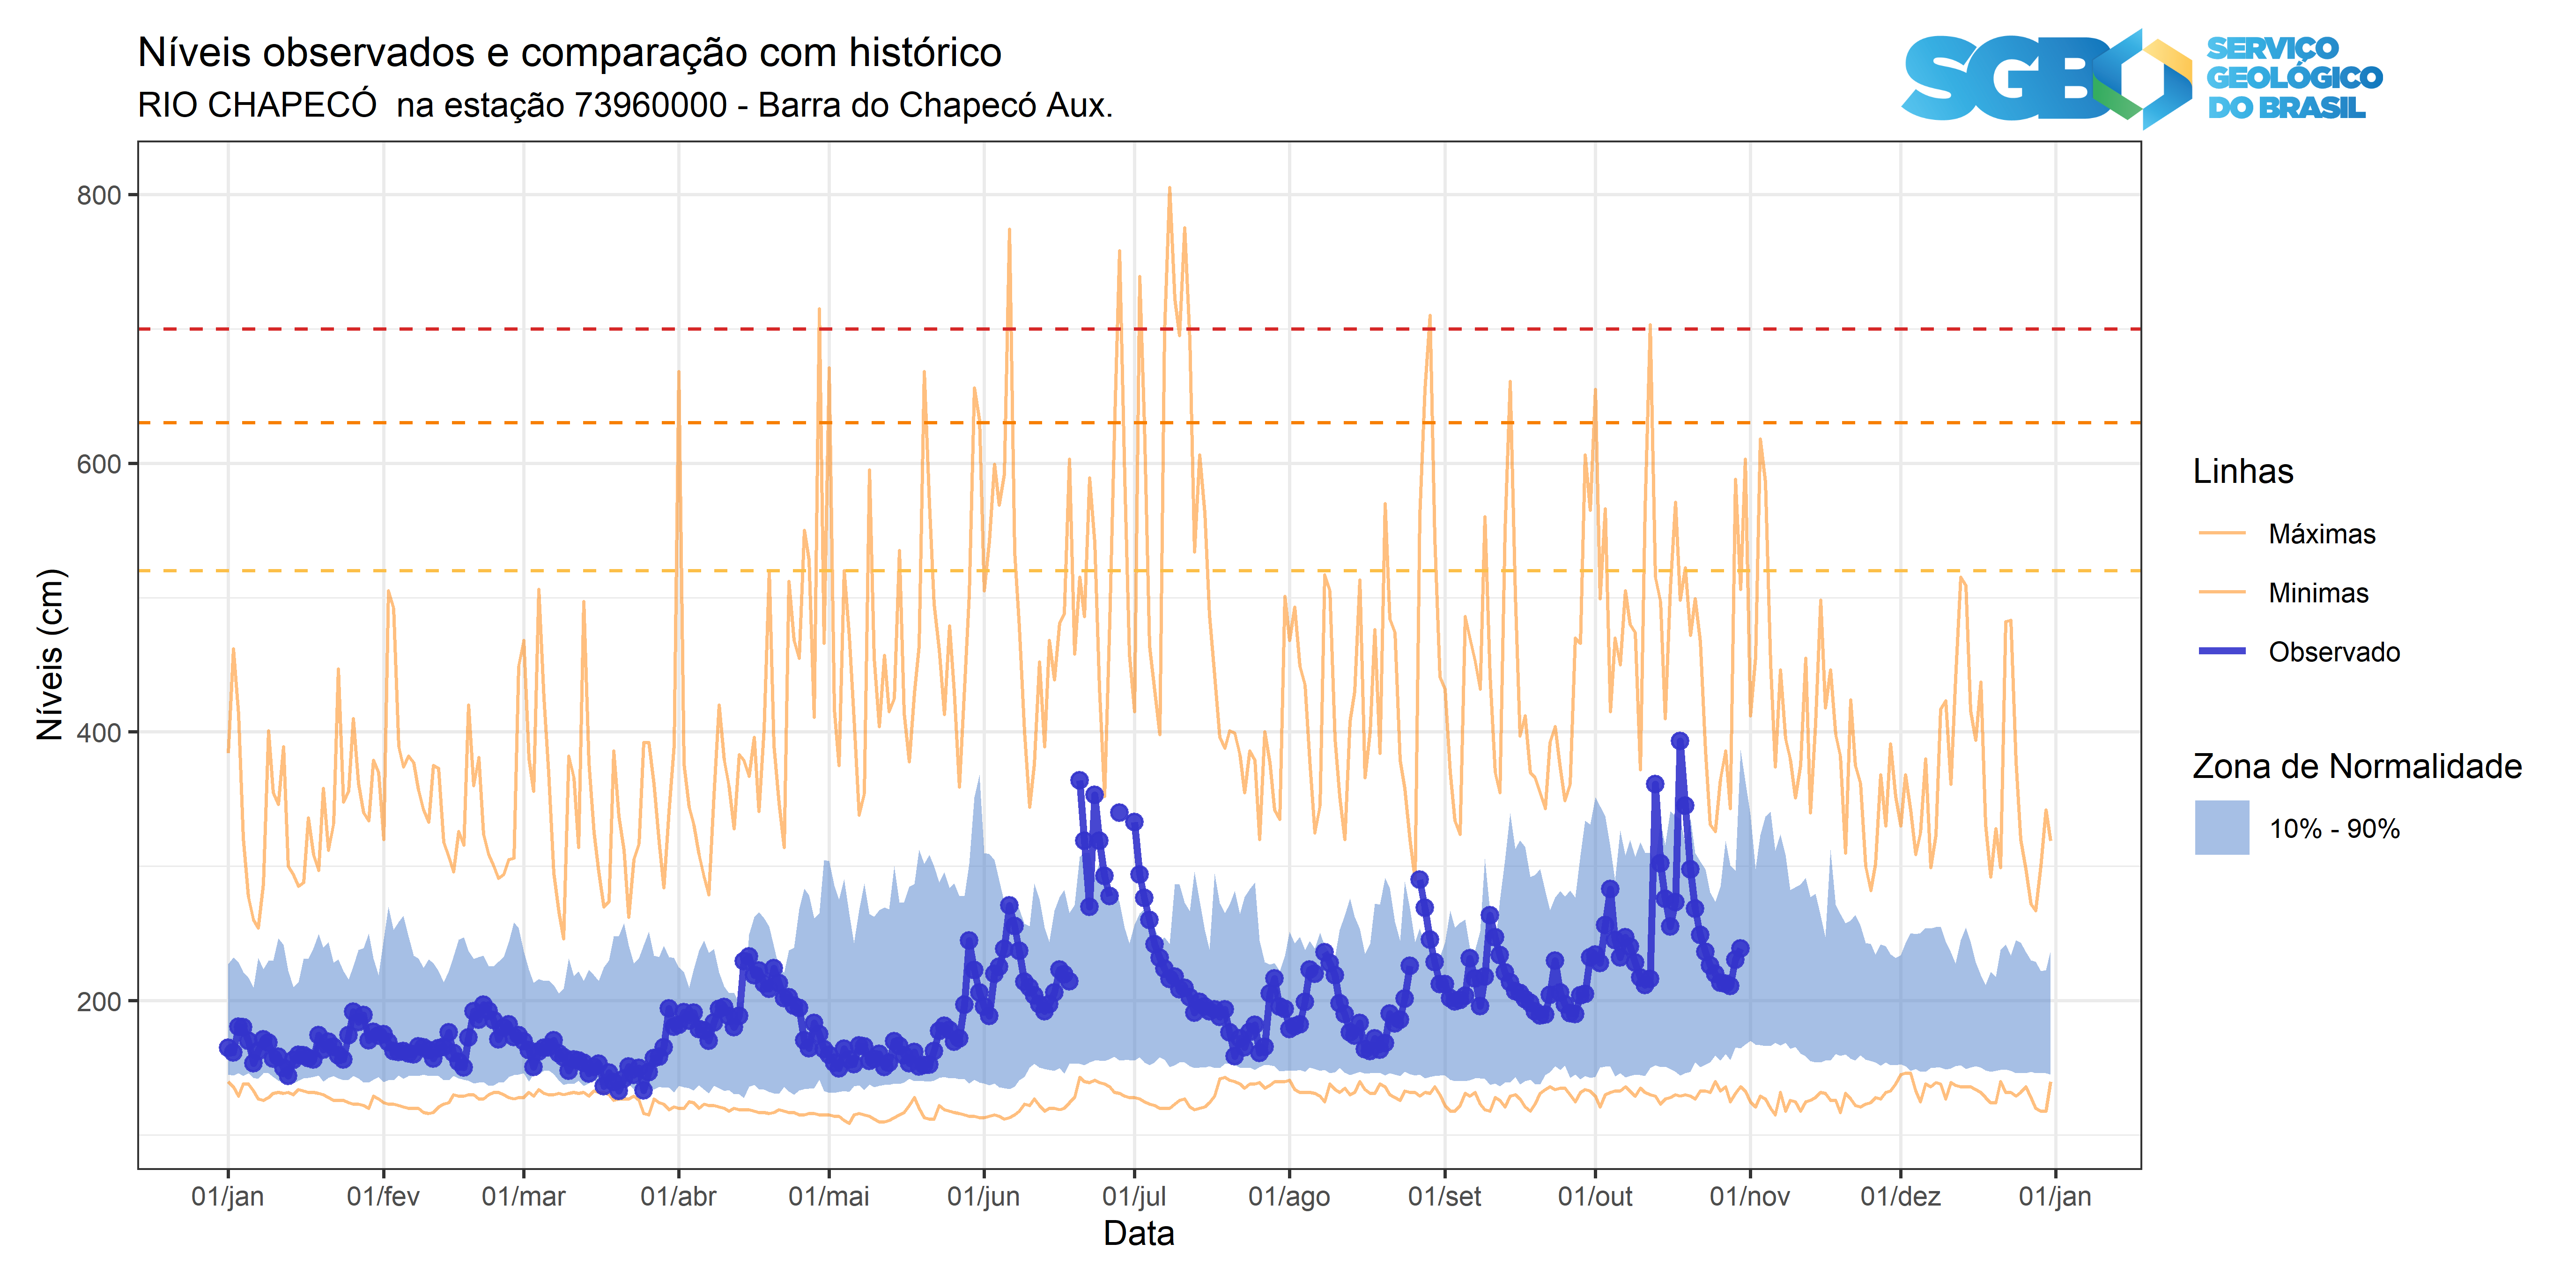 Níveis observados e comparação com histórico
RIO CHAPECÓ  na estação 73960000 - Barra do Chapecó Aux.
SGB
SERVIÇO
GEOLÓGICO
DO BRASIL
Níveis (cm)
800
600
400
200
01/jan 01/fev 01/mar 01/abr 01/mai 01/jun 01/jul 01/ago 01/set 01/out 01/nov 01/dez 01/jan
Data
Linhas
Máximas
Minimas
Observado
Zona de Normalidade
10% - 90%